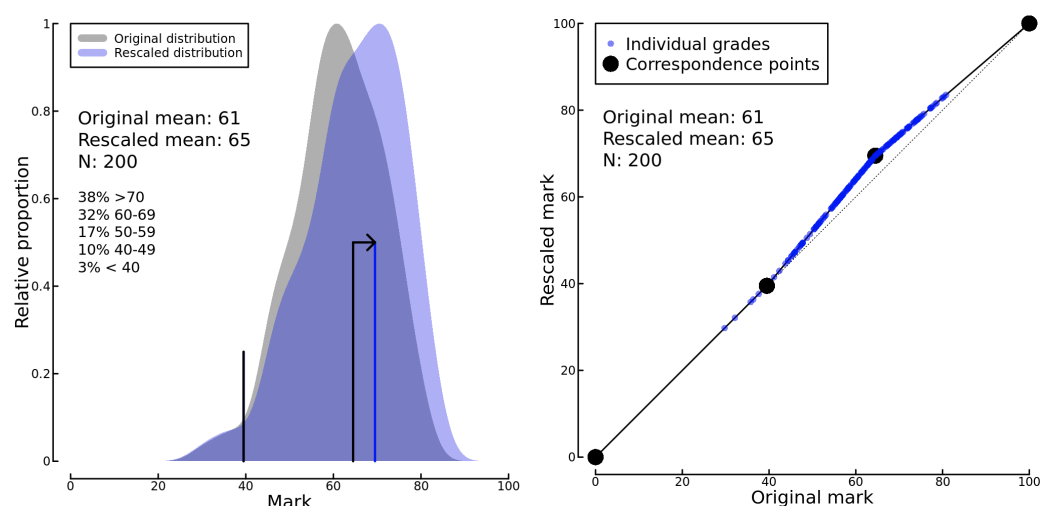 Original distribution
Rescaled distribution
Original mean: 61
Rescaled mean: 65
N: 200
38% >70
32% 60-69
17% 50-59
10% 40-49
3% < 40
Relative proportion
1
0.8
0.6
0.4
0.2
0
0 20 40 60 80 100
Mark
Individual grades
Correspondence points
Original mean: 61
Rescaled mean: 65
N: 200
Rescaled mark
100
80
60
40
20
0
0 20 40 60 80 100
Original mark